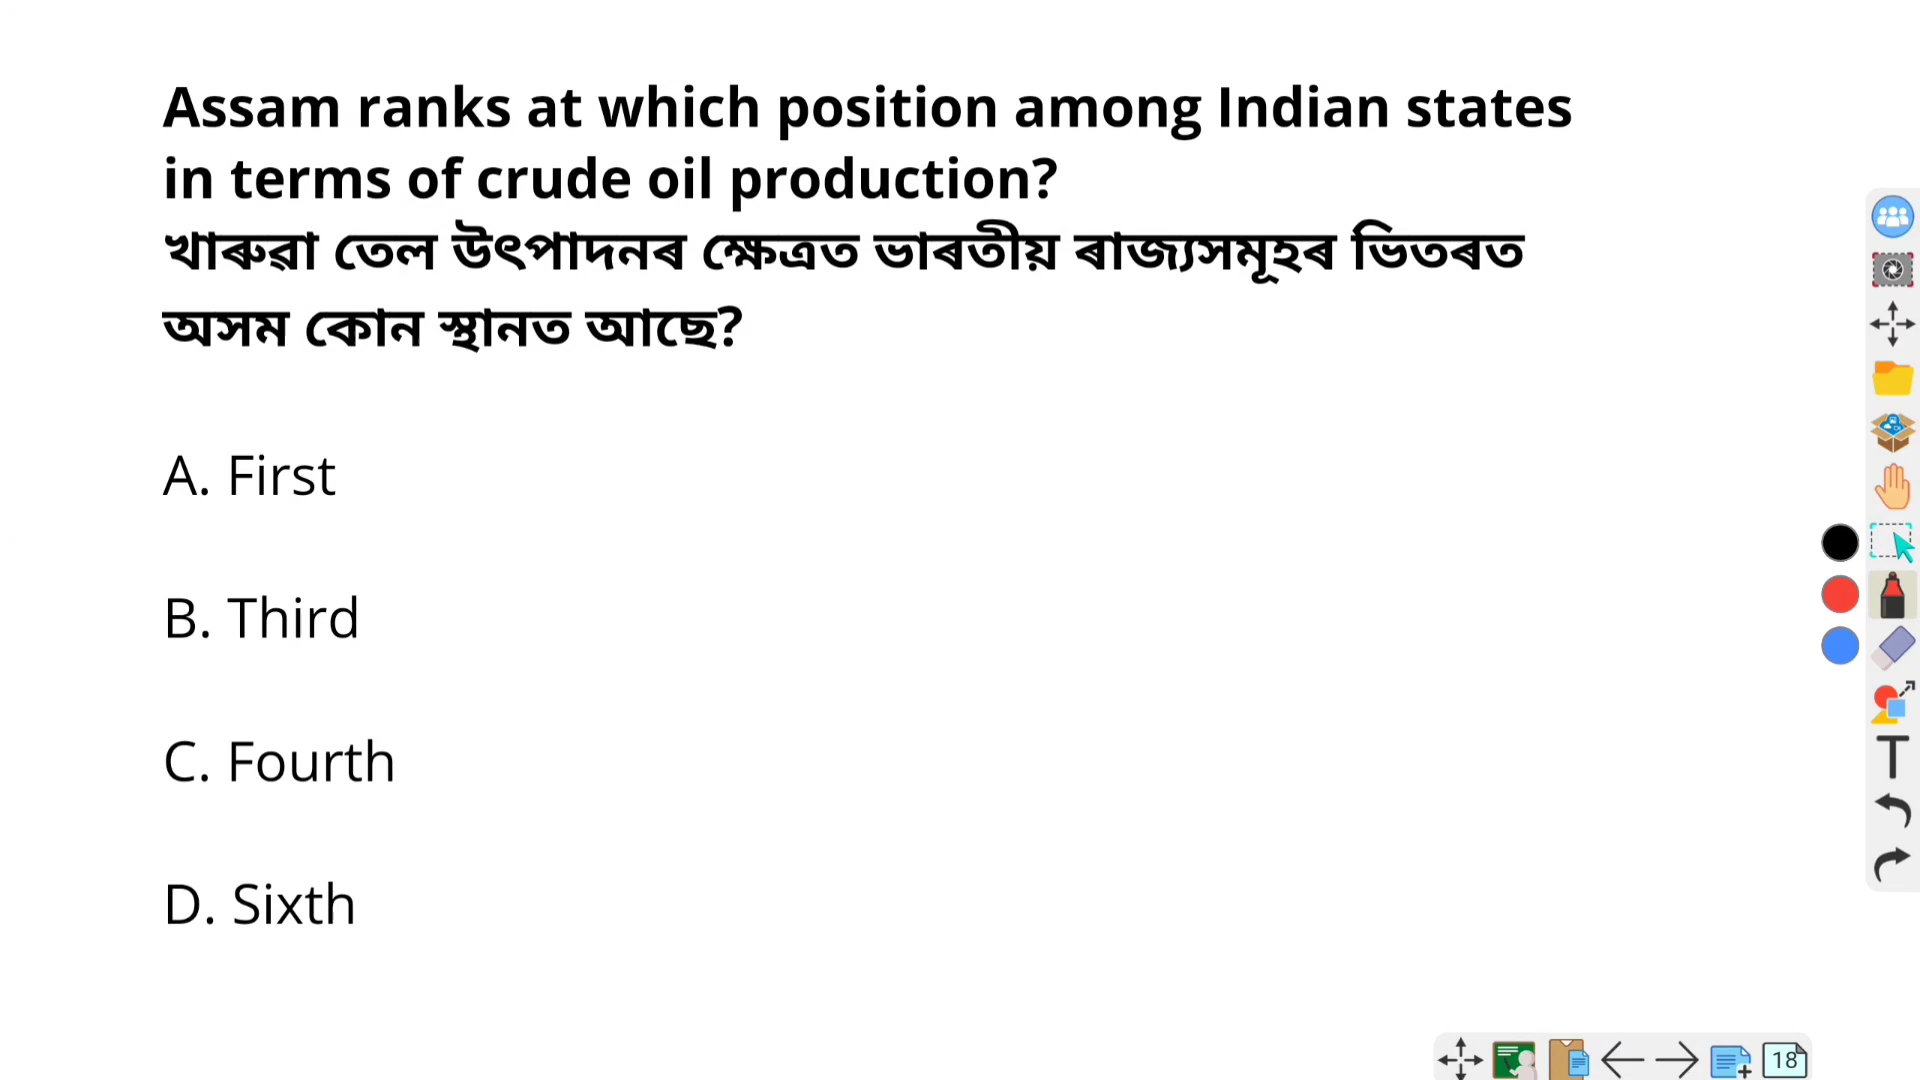 Assam ranks at which position among Indian states
in terms of crude oil production?
খাৰুৱা তেল উৎপাদনৰ ক্ষেত্ৰত ভাৰতীয় ৰাজ্যসমূহৰ ভিতৰত
অসম কোন স্থানত আছে?
A. First
B. Third
C. Fourth
D. Sixth
T
18